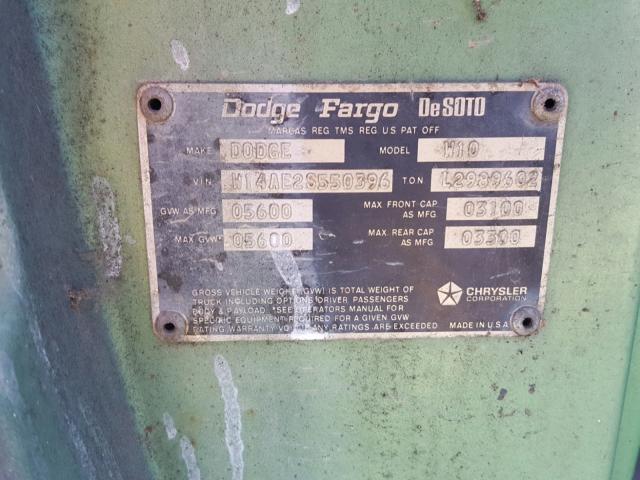 Dodge Fargo DeSOTO
MARCAS REG TMS REG US PAT OFF
MAKE DODGE MODEL W10
VIN W14AE2S550396 T.O.N L2989602
GVW AS MFG 05600 MAX. FRONT CAP AS MFG 03100
MAX. GVW* 05600 MAX. REAR CAP AS MFG 03300
GROSS VEHICLE WEIGHT (GVW) IS TOTAL WEIGHT OF
TRUCK INCLUDING OPTIONS DRIVER PASSENGERS
BODY & PAYLOAD. *SEE OPERATORS MANUAL FOR
SPECIFIC EQUIPMENT REQUIRED FOR A GIVEN GVW
RATING. WARRANTY VOID IF ANY RATINGS ARE EXCEEDED
CHRYSLER
CORPORATION
MADE IN U.S.A.